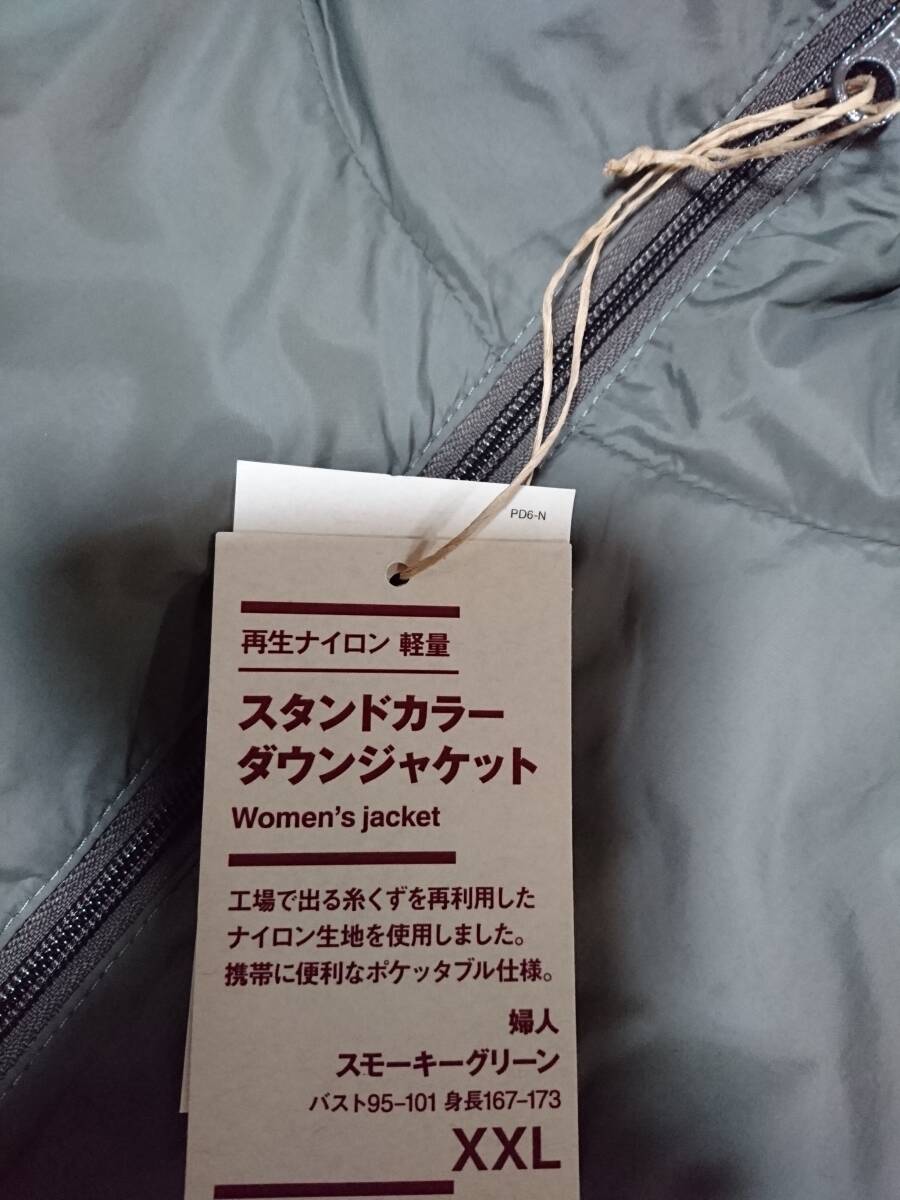 PD6-N
再生ナイロン 軽量
スタンドカラー
ダウンジャケット
Women's jacket
工場で出る糸くずを再利用した
ナイロン生地を使用しました。
携帯に便利なポケッタブル仕様。
婦人
スモーキーグリーン
バスト95-101 身長167-173
XXL